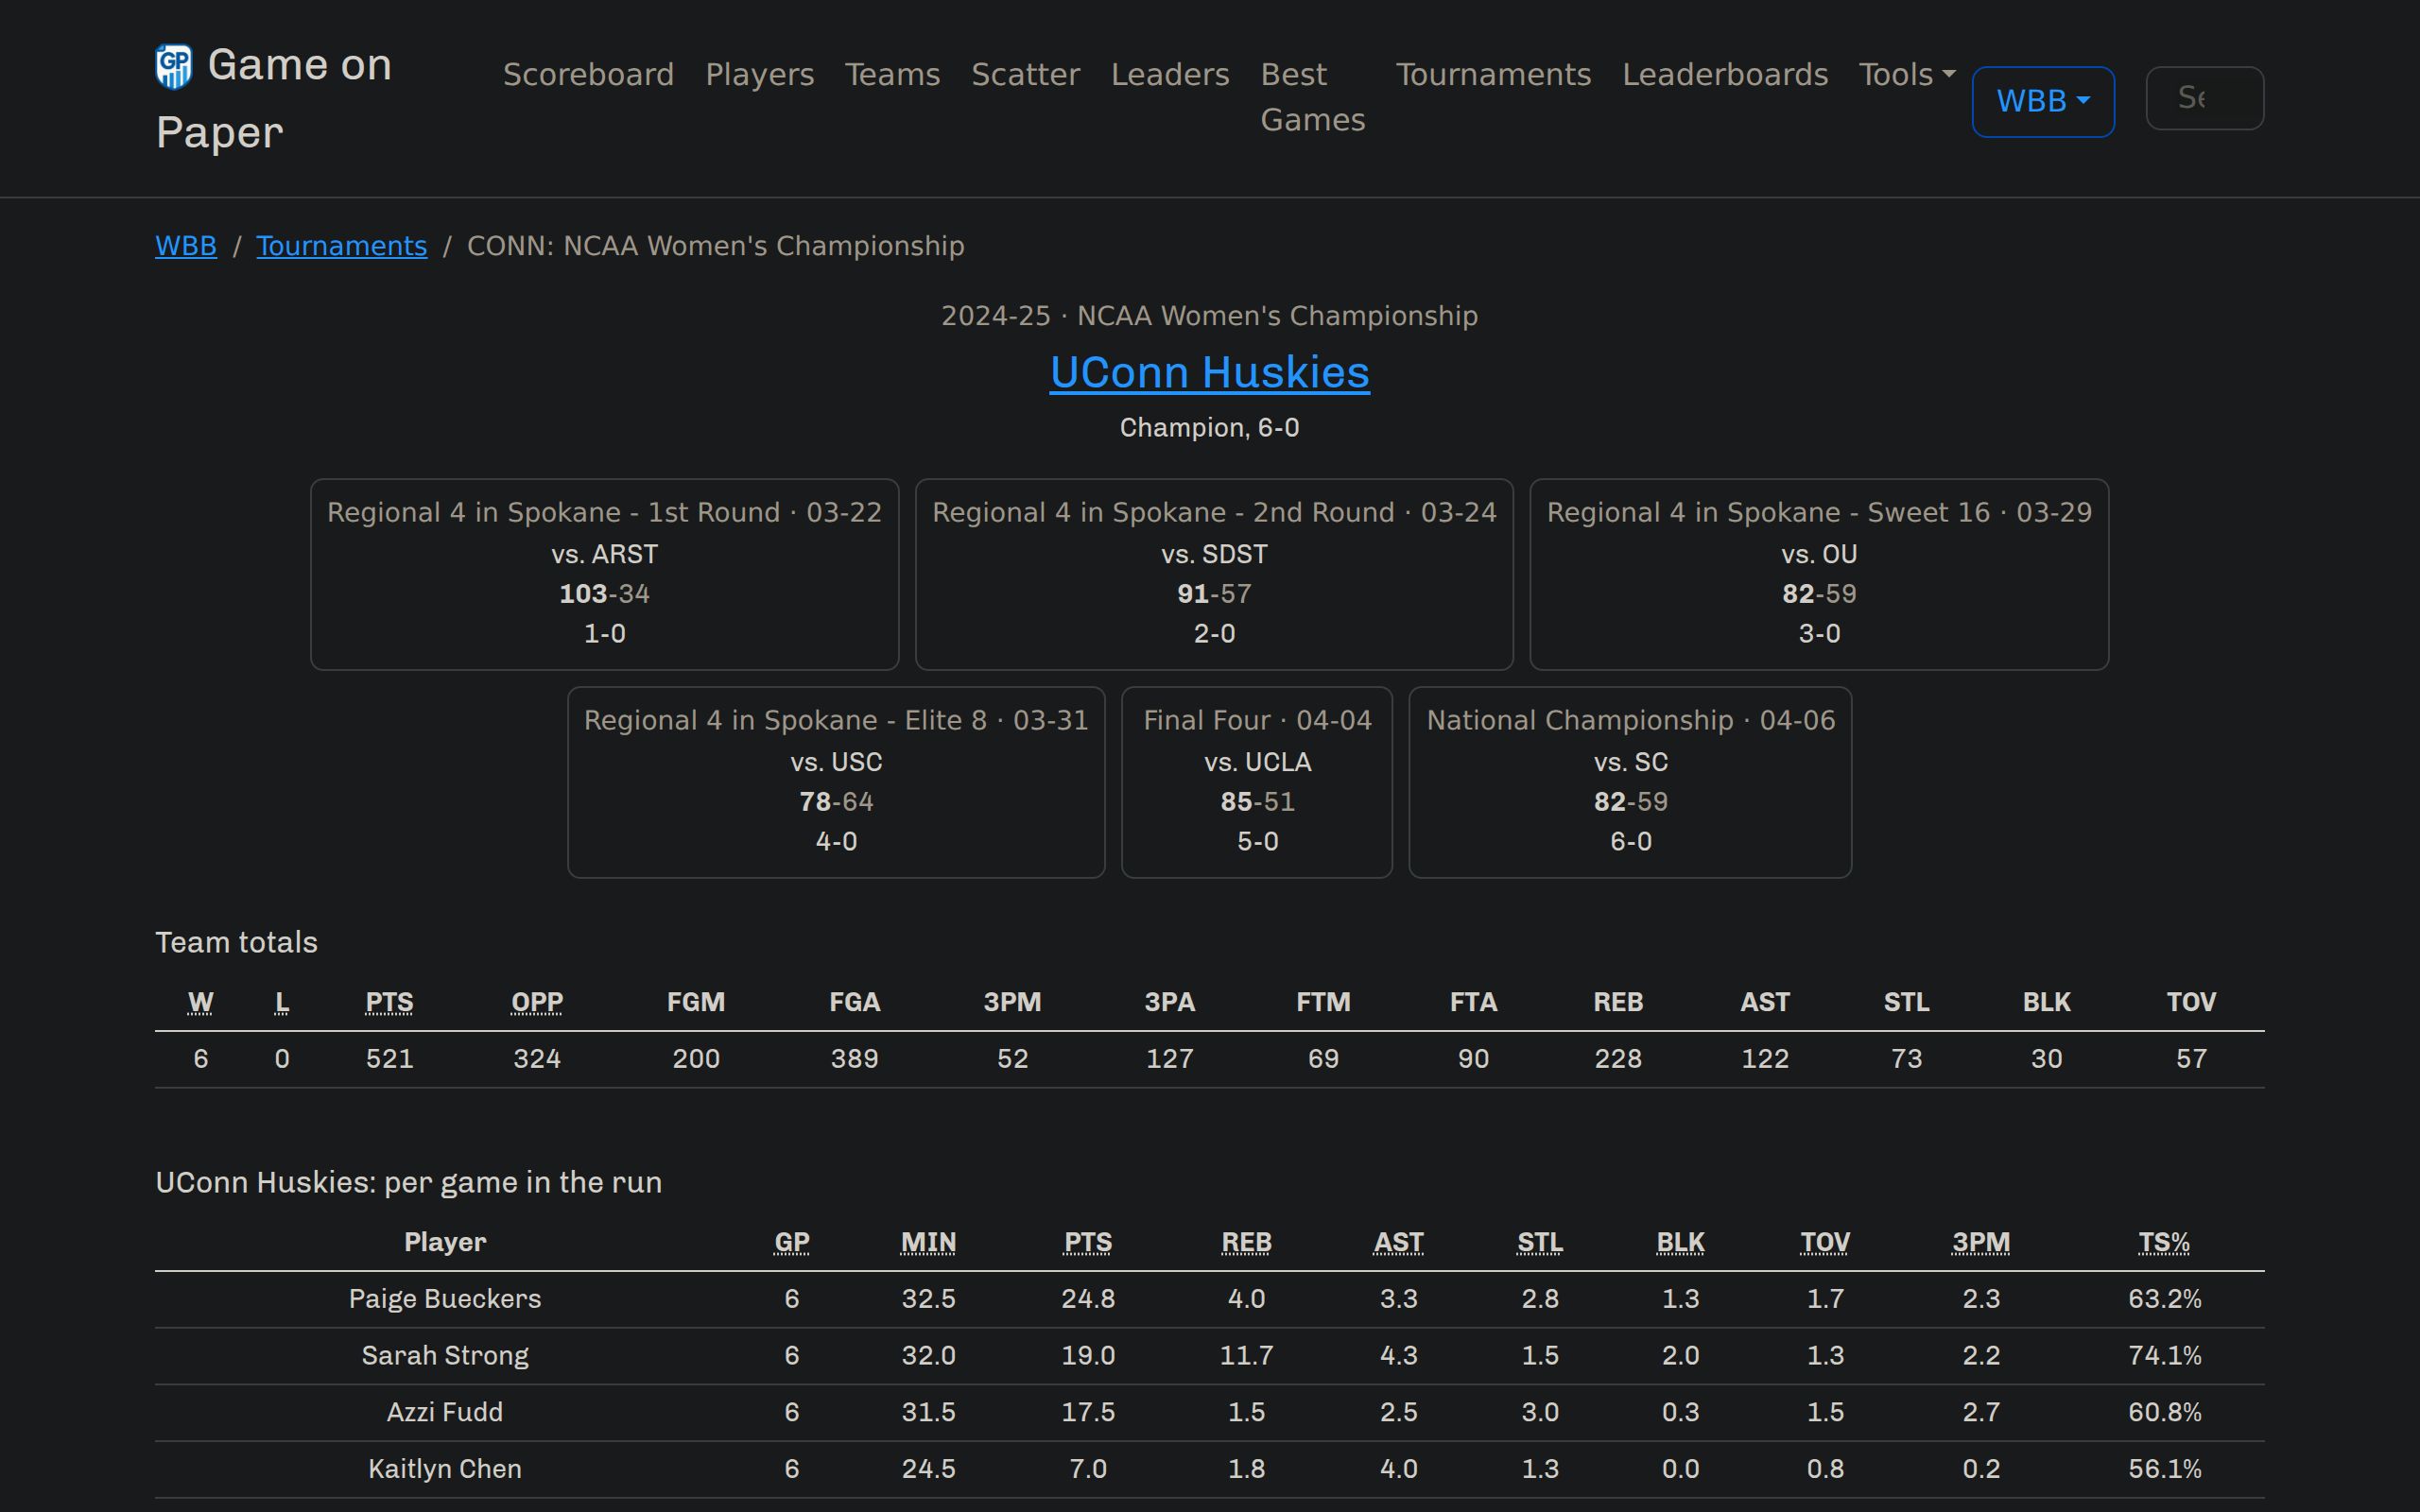 GP Game on Paper
Scoreboard Players Teams Scatter Leaders Best Games Tournaments Leaderboards Tools WBB
WBB / Tournaments / CONN: NCAA Women's Championship
2024-25 · NCAA Women's Championship
UConn Huskies
Champion, 6-0
Regional 4 in Spokane - 1st Round · 03-22
vs. ARST
103-34
1-0
Regional 4 in Spokane - 2nd Round · 03-24
vs. SDST
91-57
2-0
Regional 4 in Spokane - Sweet 16 · 03-29
vs. OU
82-59
3-0
Regional 4 in Spokane - Elite 8 · 03-31
vs. USC
78-64
4-0
Final Four · 04-04
vs. UCLA
85-51
5-0
National Championship · 04-06
vs. SC
82-59
6-0
Team totals
W L PTS OPP FGM FGA 3PM 3PA FTM FTA REB AST STL BLK TOV
6 0 521 324 200 389 52 127 69 90 228 122 73 30 57
UConn Huskies: per game in the run
Player GP MIN PTS REB AST STL BLK TOV 3PM TS%
Paige Bueckers 6 32.5 24.8 4.0 3.3 2.8 1.3 1.7 2.3 63.2%
Sarah Strong 6 32.0 19.0 11.7 4.3 1.5 2.0 1.3 2.2 74.1%
Azzi Fudd 6 31.5 17.5 1.5 2.5 3.0 0.3 1.5 2.7 60.8%
Kaitlyn Chen 6 24.5 7.0 1.8 4.0 1.3 0.0 0.8 0.2 56.1%